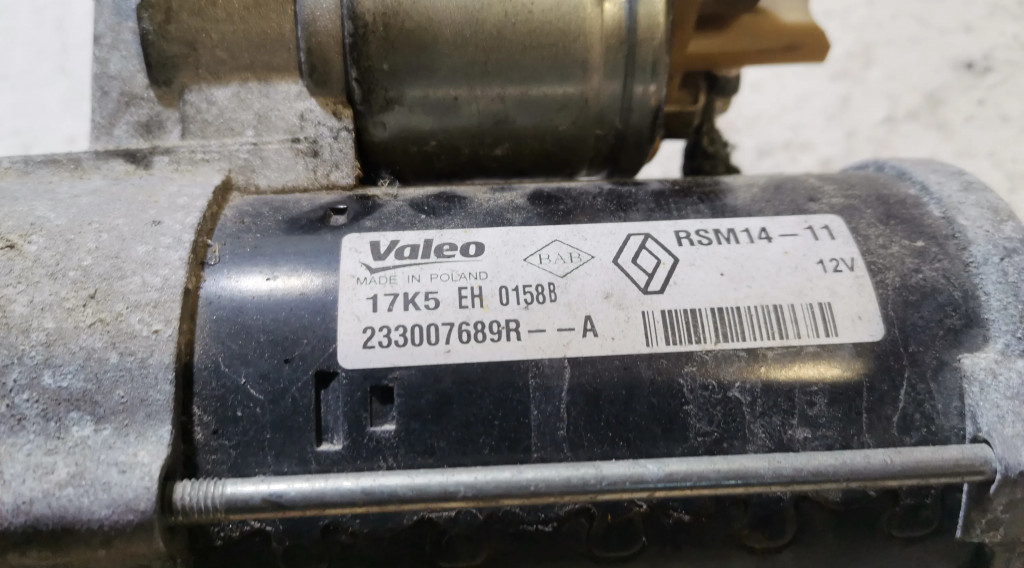 Valeo
MADE IN POLAND
BAB
RSM14-11
12V
17K5 EH 0158B
233007689R--A